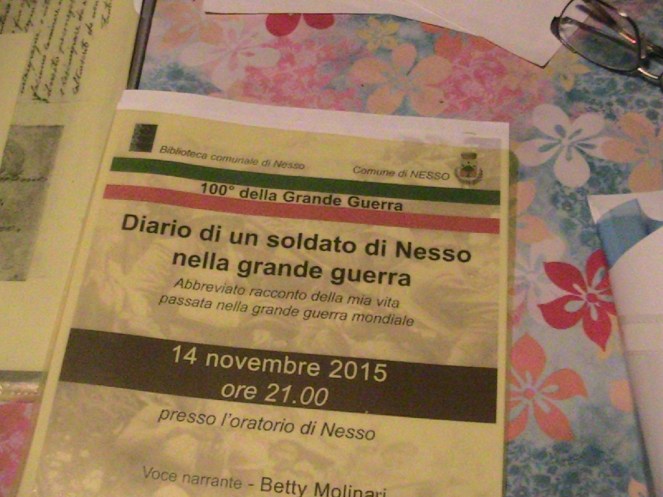 Biblioteca comunale di Nesso
Comune di NESSO
100° della Grande Guerra
Diario di un soldato di Nesso
nella grande guerra
Abbreviato racconto della mia vita
passata nella grande guerra mondiale
14 novembre 2015
ore 21.00
presso l'oratorio di Nesso
Voce narrante - Betty Molinari